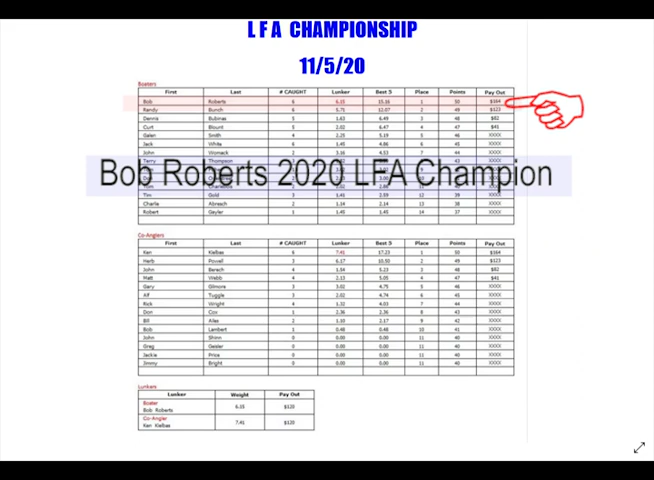 L F A CHAMPIONSHIP
11/5/20
Boaters
First Last # CAUGHT Lunker Best 5 Place Points Pay Out
Bob Roberts 6 6.15 15.16 1 50 $164
Randy Bunch 6 5.71 12.07 2 49 $123
Dennis Bubinas 5 1.63 6.49 3 48 $82
Curt Blount 5 2.02 6.47 4 47 $41
Galen Smith 4 2.25 5.19 5 46 XXXX
Jack White 6 1.45 4.86 6 45 XXXX
John Womack 2 3.16 4.53 7 44 XXXX
Terry Thompson 43 XXXX
Bob Roberts 2020 LFA Champion
Tim Gold 3 1.41 2.59 12 39 XXXX
Charlie Abresch 2 1.14 2.14 13 38 XXXX
Robert Gayler 1 1.45 1.45 14 37 XXXX
Co-Anglers
First Last # CAUGHT Lunker Best 5 Place Points Pay Out
Ken Kielbas 6 7.41 17.23 1 50 $164
Herb Powell 3 6.17 10.50 2 49 $123
John Barsch 4 1.84 5.23 3 48 $82
Matt Webb 4 2.13 5.05 4 47 $41
Gary Gilmore 3 3.02 4.75 5 46 XXXX
Alf Tuggle 3 2.02 4.74 6 45 XXXX
Rick Wright 4 1.32 4.03 7 44 XXXX
Don Cox 1 2.36 2.36 8 43 XXXX
Bill Ailes 2 1.10 2.17 9 42 XXXX
Bob Lambert 1 0.48 0.48 10 41 XXXX
John Shinn 0 0.00 0.00 11 40 XXXX
Greg Geisler 0 0.00 0.00 11 40 XXXX
Jackie Price 0 0.00 0.00 11 40 XXXX
Jimmy Bright 0 0.00 0.00 11 40 XXXX
Lunkers
Lunker Weight Pay Out
Boater
Bob Roberts 6.15 $120
Co-Angler
Ken Kielbas 7.41 $120